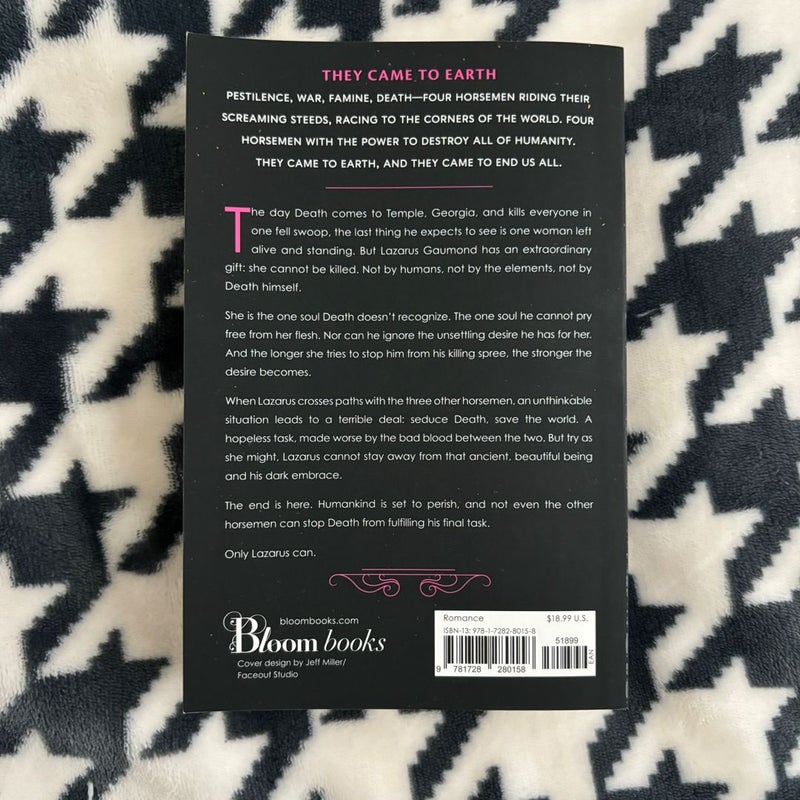 THEY CAME TO EARTH
PESTILENCE, WAR, FAMINE, DEATH—FOUR HORSEMEN RIDING THEIR
SCREAMING STEEDS, RACING TO THE CORNERS OF THE WORLD. FOUR
HORSEMEN WITH THE POWER TO DESTROY ALL OF HUMANITY.
THEY CAME TO EARTH, AND THEY CAME TO END US ALL.
The day Death comes to Temple, Georgia, and kills everyone in
one fell swoop, the last thing he expects to see is one woman left
alive and standing. But Lazarus Gaumond has an extraordinary
gift: she cannot be killed. Not by humans, not by the elements, not by
Death himself.
She is the one soul Death doesn't recognize. The one soul he cannot pry
free from her flesh. Nor can he ignore the unsettling desire he has for her.
And the longer she tries to stop him from his killing spree, the stronger the
desire becomes.
When Lazarus crosses paths with the three other horsemen, an unthinkable
situation leads to a terrible deal: seduce Death, save the world. A
hopeless task, made worse by the bad blood between the two. But try as
she might, Lazarus cannot stay away from that ancient, beautiful being
and his dark embrace.
The end is here. Humankind is set to perish, and not even the other
horsemen can stop Death from fulfilling his final task.
Only Lazarus can.
bloombooks.com
Bloom books
Cover design by Jeff Miller/
Faceout Studio
Romance $18.99 U.S.
ISBN-13: 978-1-7282-8015-8
51899
EAN
9 781728 280158